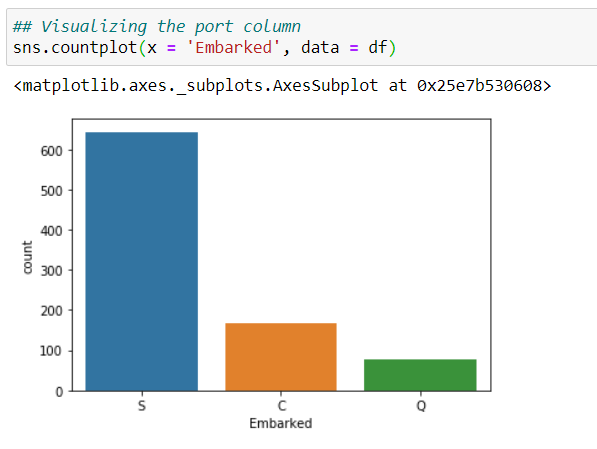 ## Visualizing the port column
sns.countplot(x = 'Embarked', data = df)
<matplotlib.axes._subplots.AxesSubplot at 0x25e7b530608>
600
500
400
300
200
100
0
count
S C Q
Embarked